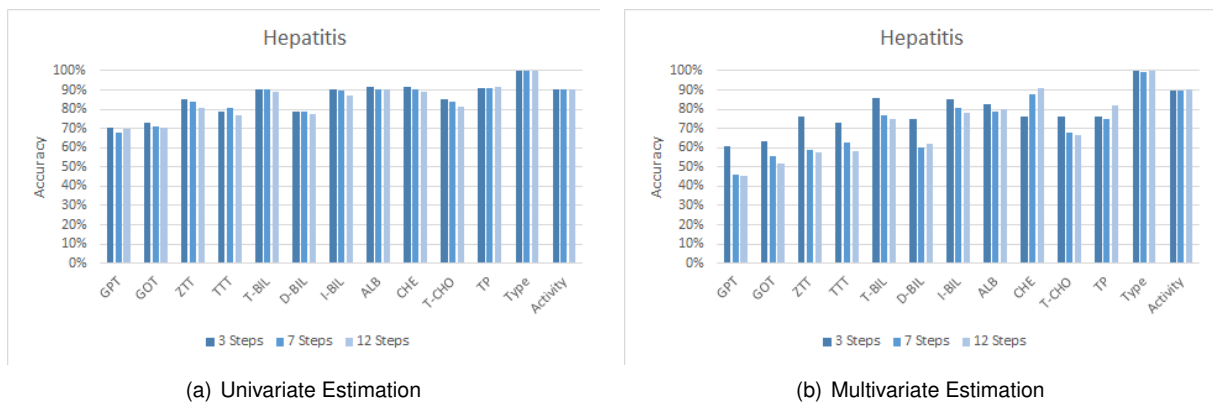 Hepatitis
100%
90%
80%
70%
60%
50%
40%
30%
20%
10%
0%
Accuracy
GPT
GOT
ZTT
TTT
T-BIL
D-BIL
I-BIL
ALB
CHE
T-CHO
TP
Type
Activity
3 Steps
7 Steps
12 Steps
(a) Univariate Estimation
Hepatitis
100%
90%
80%
70%
60%
50%
40%
30%
20%
10%
0%
Accuracy
GPT
GOT
ZTT
TTT
T-BIL
D-BIL
I-BIL
ALB
CHE
T-CHO
TP
Type
Activity
3 Steps
7 Steps
12 Steps
(b) Multivariate Estimation